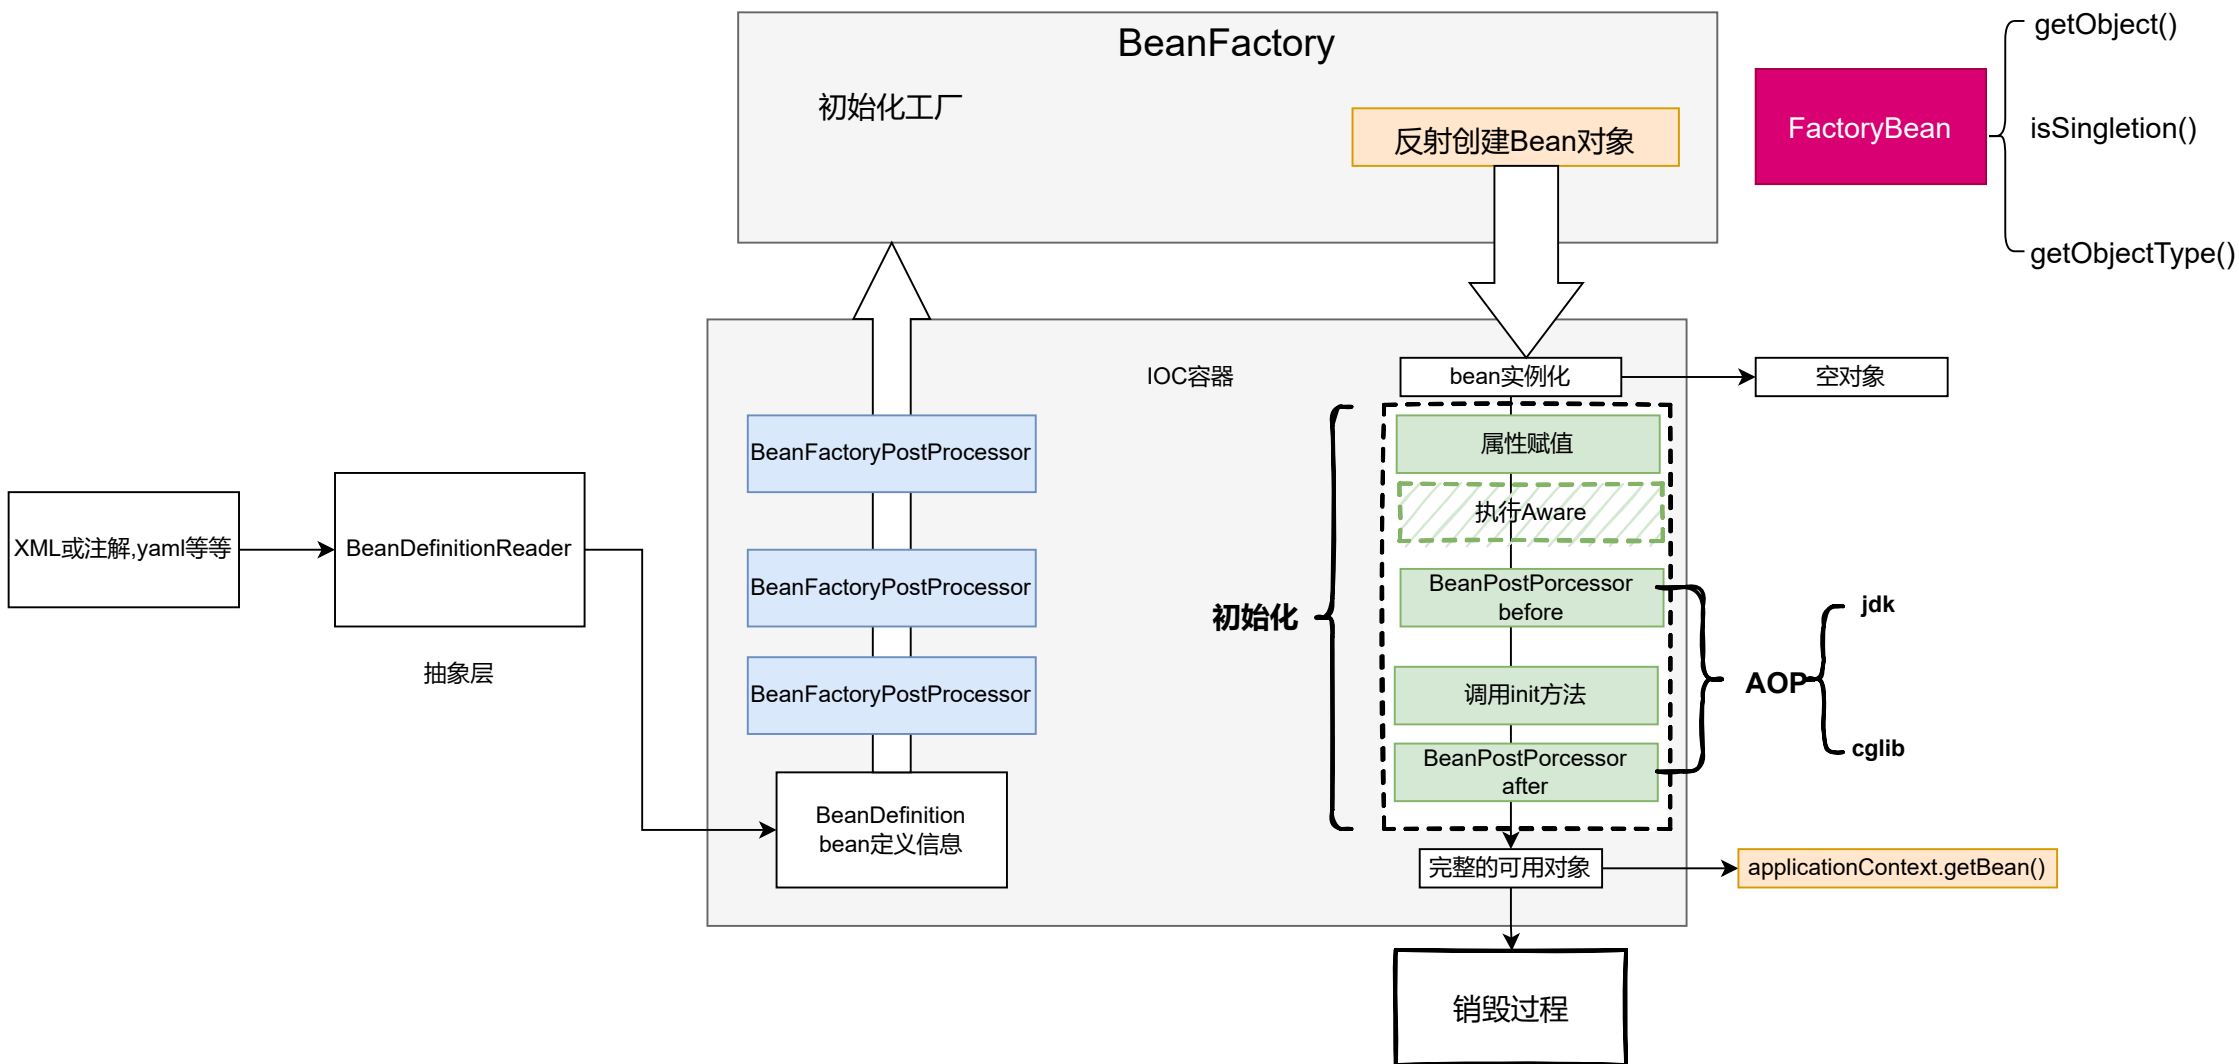 BeanFactory
初始化工厂
反射创建Bean对象
FactoryBean
getObject()
isSingletion()
getObjectType()
IOC容器
bean实例化
空对象
BeanFactoryPostProcessor
属性赋值
执行Aware
XML或注解,yaml等等
BeanDefinitionReader
抽象层
BeanFactoryPostProcessor
BeanPostPorcessor
before
初始化
jdk
AOP
cglib
BeanFactoryPostProcessor
调用init方法
BeanPostPorcessor
after
BeanDefinition
bean定义信息
完整的可用对象
applicationContext.getBean()
销毁过程